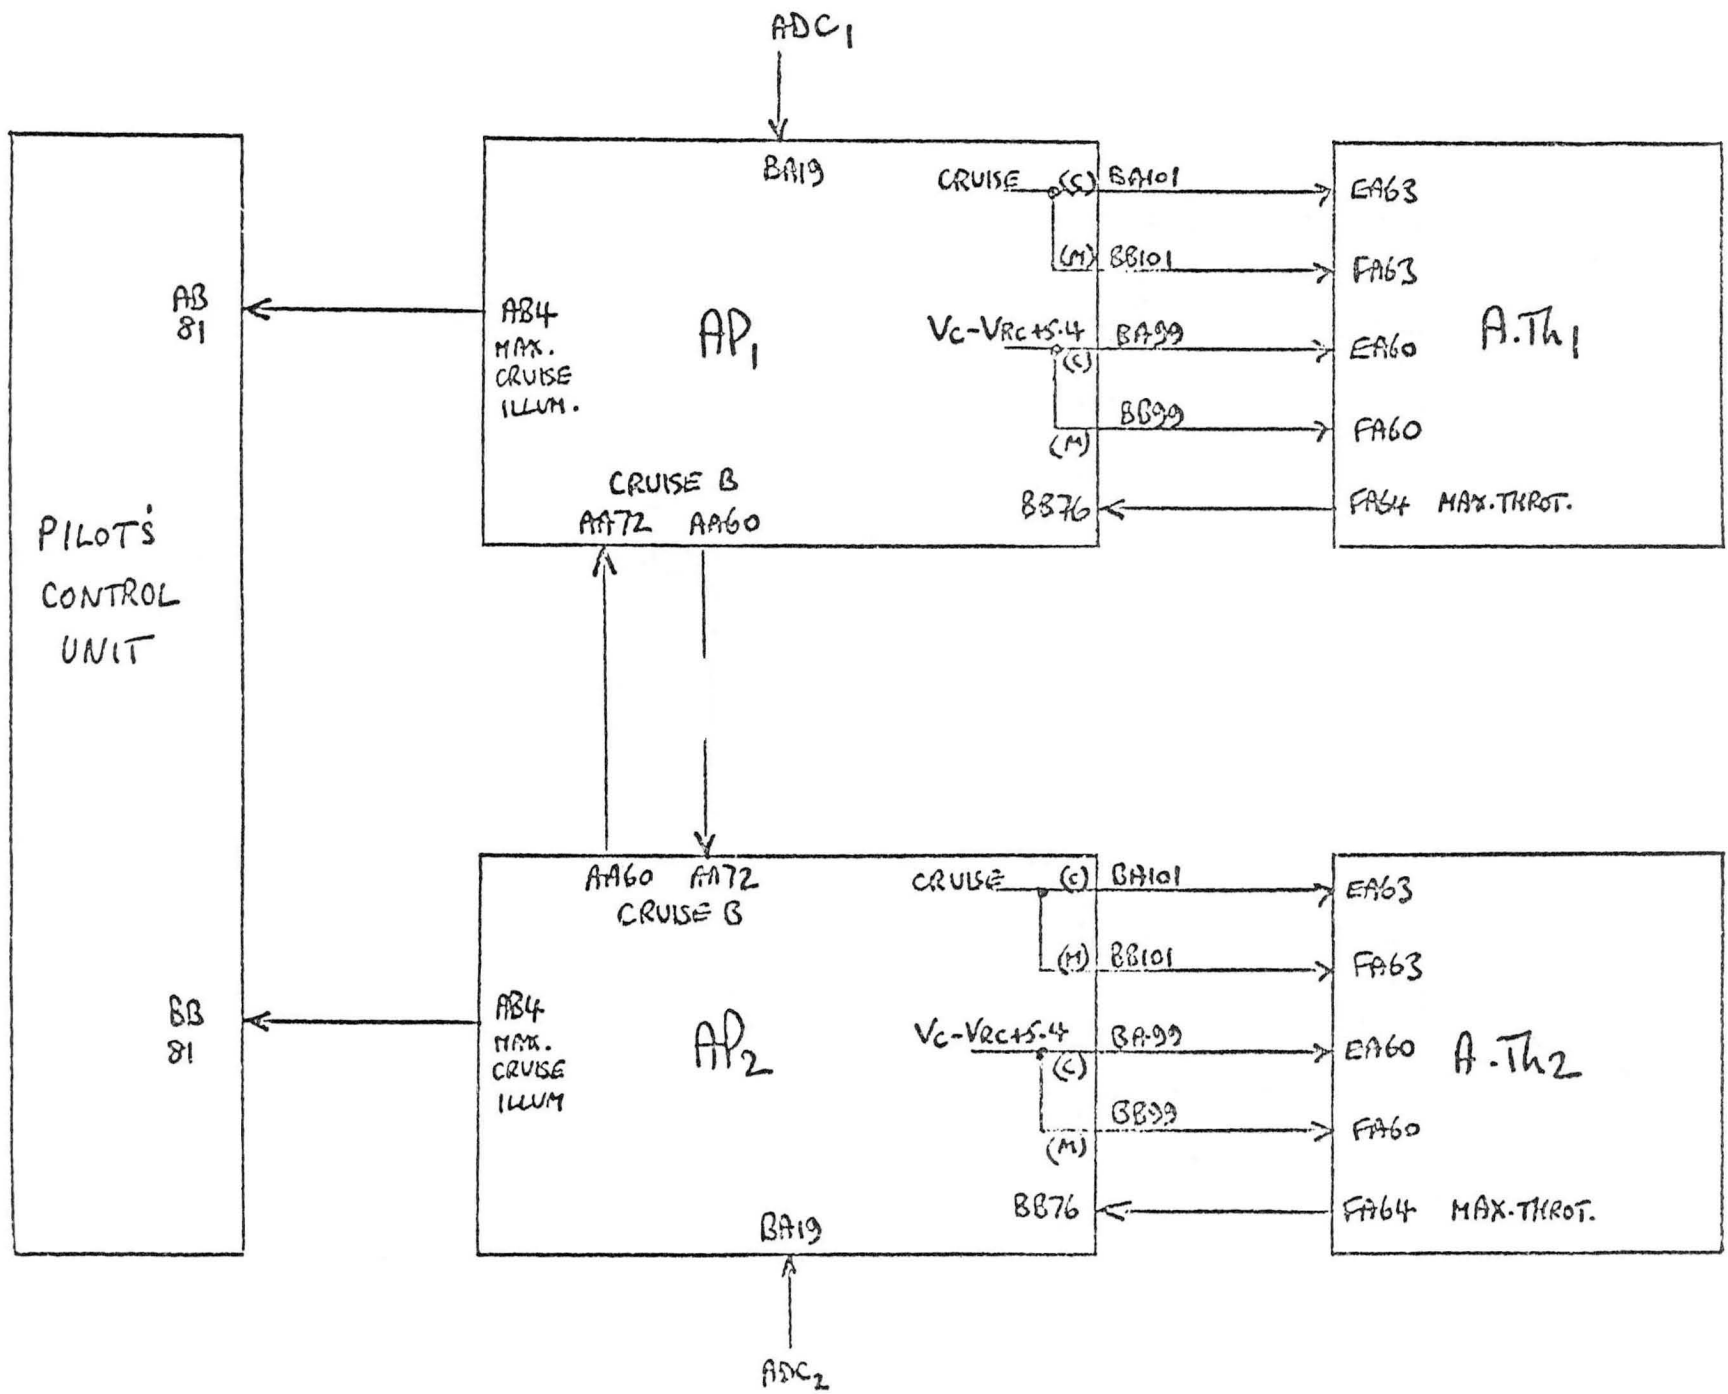 ADC1
BA19
CRUISE (C) BA101 EA63
(M) BB101 FA63
AB
81
AB4
MAX.
CRUISE
ILLUM.
AP1
VC-VRC+5.4 BA99 EA60
(C)
BB99 FA60
(M)
A.Th1
CRUISE B
AA72 AA60
BB76 FA64 MAX.THROT.
PILOT'S
CONTROL
UNIT
AA60 AA72
CRUISE B
CRUISE (C) BA101 EA63
(M) BB101 FA63
BB
81
AB4
MAX.
CRUISE
ILLUM
AP2
VC-VRC+5.4 BA99 EA60
(C)
BB99 FA60
(M)
A.Th2
BB76 FA64 MAX.THROT.
BA19
ADC2